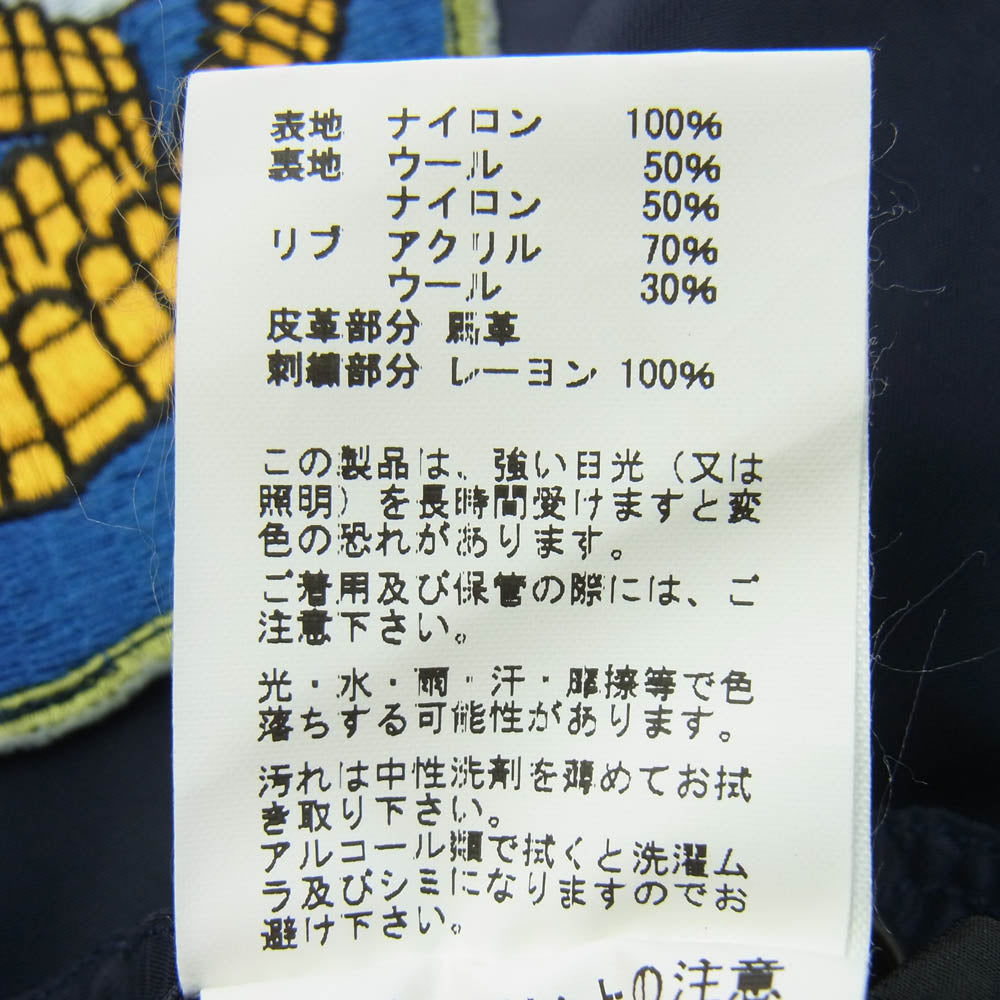 表地 ナイロン 100%
裏地 ウール 50%
ナイロン 50%
リブ アクリル 70%
ウール 30%
皮革部分 馬革
刺繍部分 レーヨン 100%
この製品は、強い日光（又は
照明）を長時間受けますと変
色の恐れがあります。
ご着用及び保管の際には、ご
注意下さい。
光・水・雨・汗・摩擦等で色
落ちする可能性があります。
汚れは中性洗剤を薄めてお拭
き取り下さい。
アルコール類で拭くと洗濯ム
ラ及びシミになりますのでお
避け下さい。
上の注意